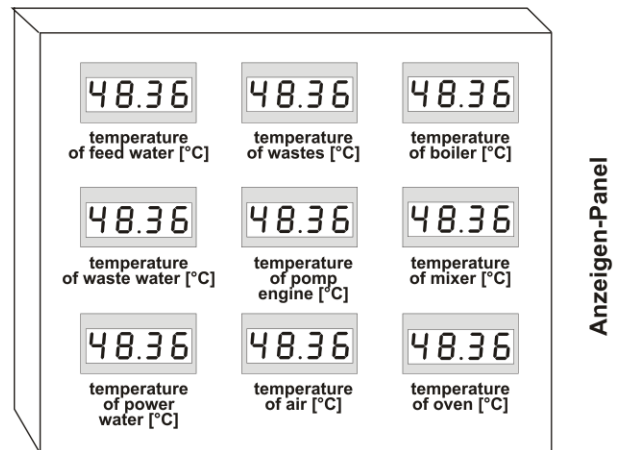 48.36 48.36 48.36
temperature
of feed water [°C]
temperature
of wastes [°C]
temperature
of boiler [°C]
48.36 48.36 48.36
temperature
of waste water [°C]
temperature
of pomp
engine [°C]
temperature
of mixer [°C]
48.36 48.36 48.36
temperature
of power
water [°C]
temperature
of air [°C]
temperature
of oven [°C]
Anzeigen-Panel